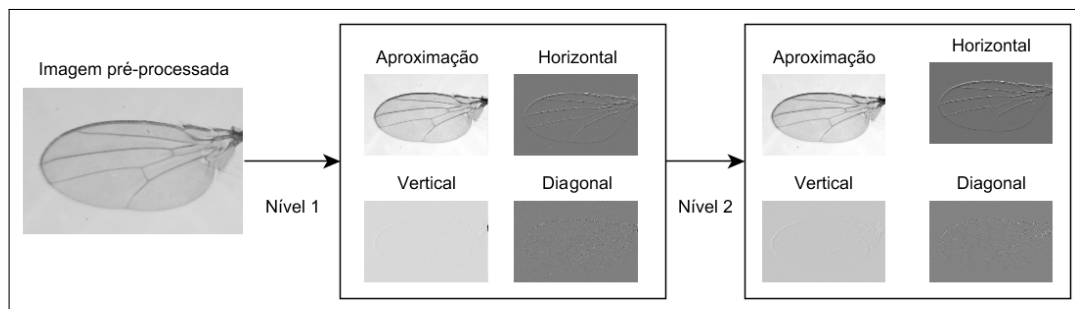 Imagem pré-processada
Nível 1
Aproximação
Horizontal
Vertical
Diagonal
Nível 2
Aproximação
Horizontal
Vertical
Diagonal